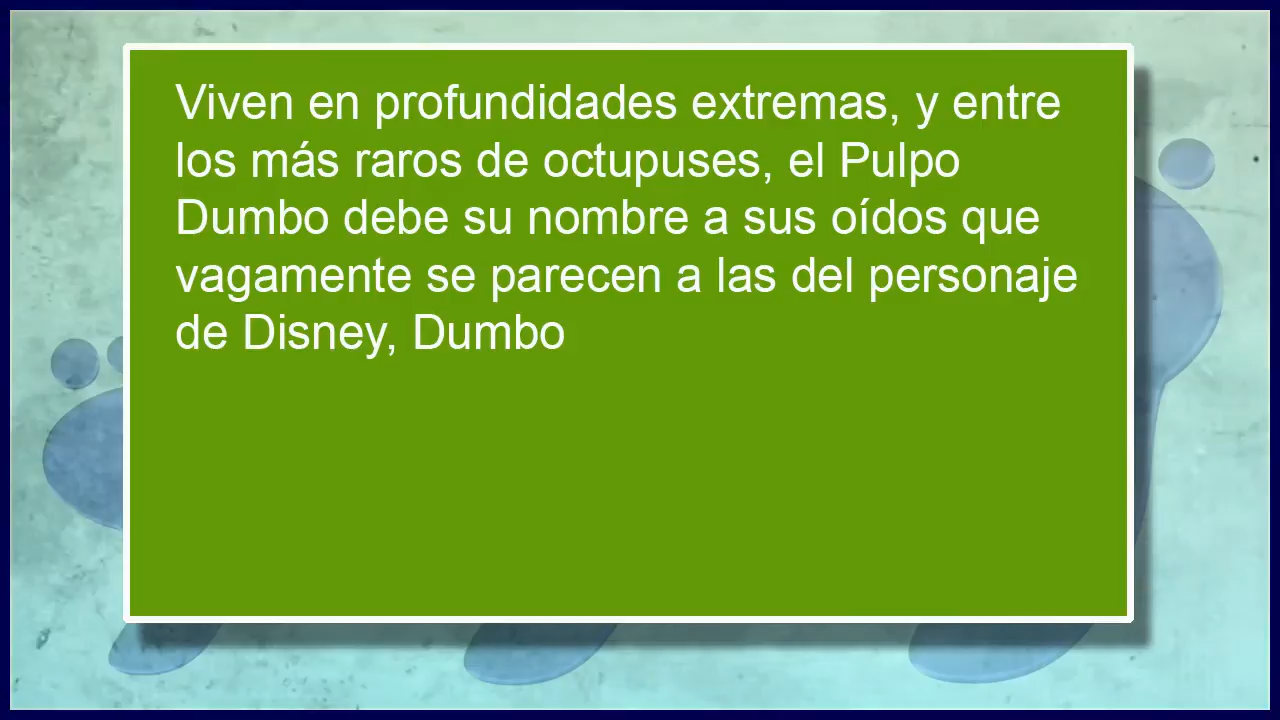 Viven en profundidades extremas, y entre
los más raros de octupuses, el Pulpo
Dumbo debe su nombre a sus oídos que
vagamente se parecen a las del personaje
de Disney, Dumbo